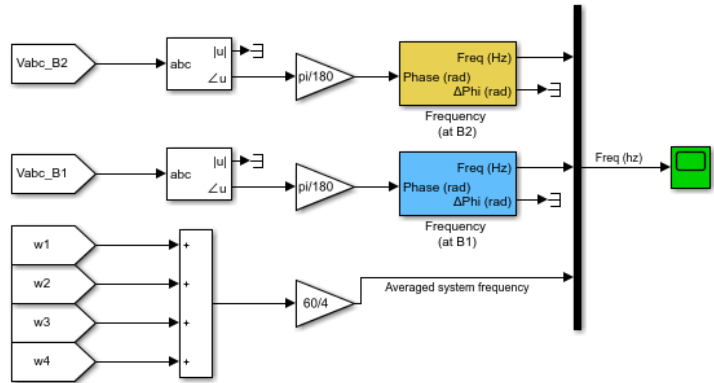 Vabc_B2
abc
|u|
∠u
pi/180
Freq (Hz)
Phase (rad)
ΔPhi (rad)
Frequency
(at B2)
Vabc_B1
abc
|u|
∠u
pi/180
Freq (Hz)
Phase (rad)
ΔPhi (rad)
Frequency
(at B1)
Freq (hz)
w1
+
w2
+
w3
+
w4
+
60/4
Averaged system frequency